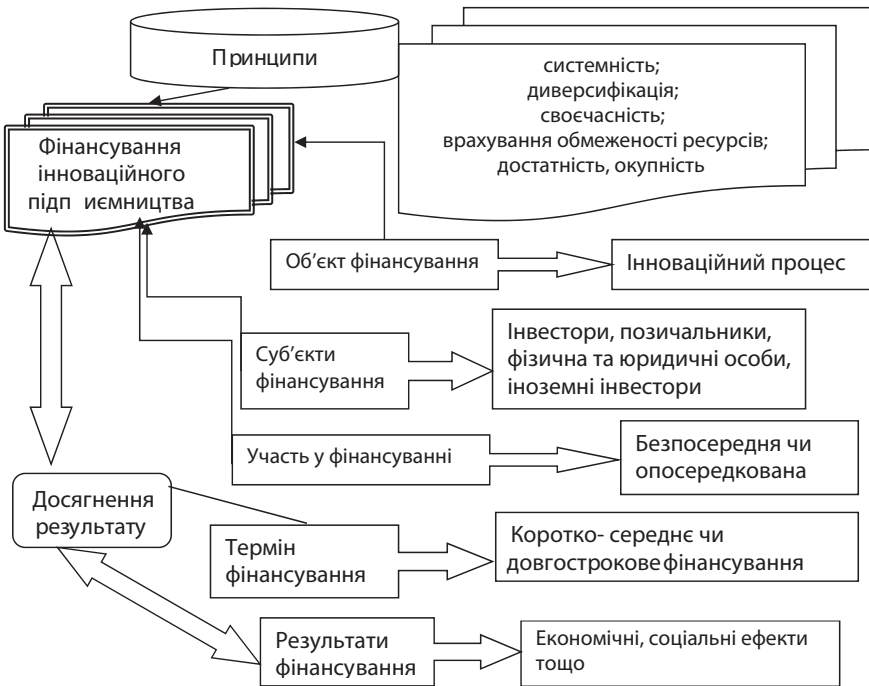 Принципи
системність;
диверсифікація;
своєчасність;
врахування обмеженості ресурсів;
достатність, окупність
Фінансування
інноваційного
підп иємництва
Об’єкт фінансування
Інноваційний процес
Суб’єкти
фінансування
Інвестори, позичальники,
фізична та юридичні особи,
іноземні інвестори
Участь у фінансуванні
Безпосередня чи
опосередкована
Досягнення
результату
Термін
фінансування
Коротко- середнє чи
довгострокове фінансування
Результати
фінансування
Економічні, соціальні ефекти
тощо